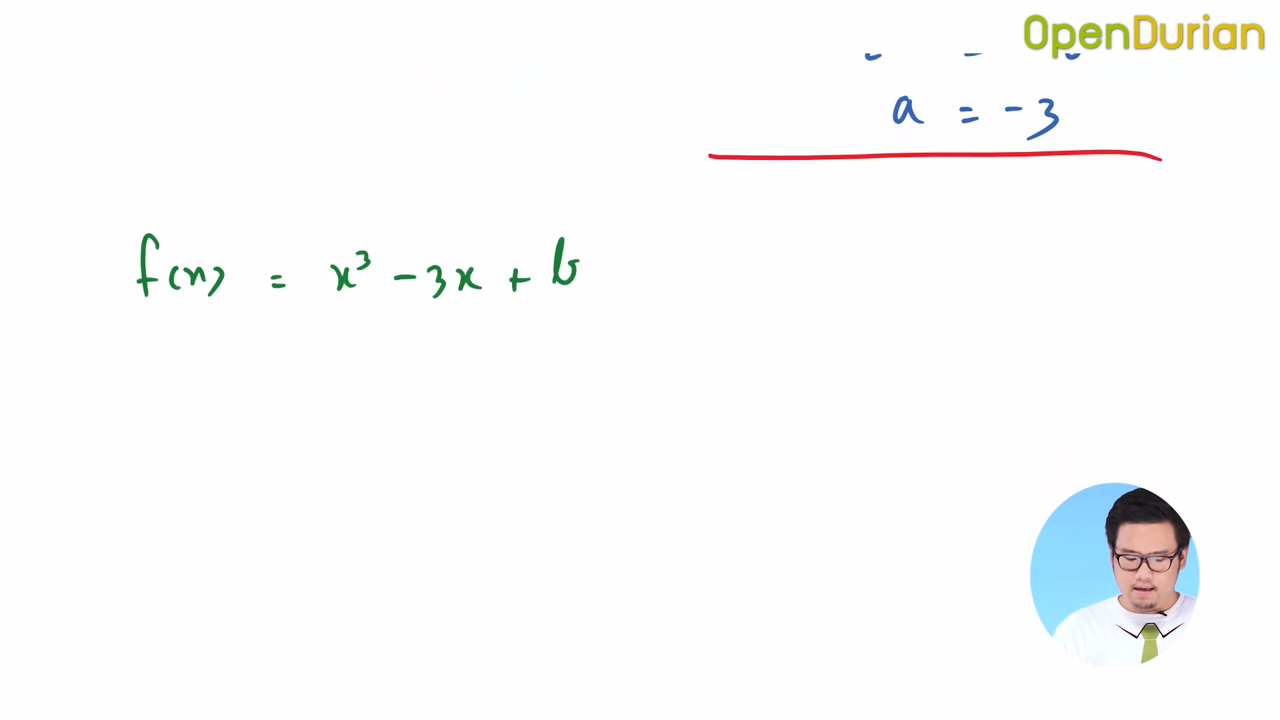 OpenDurian
a = -3
f(x) = x³ - 3x + b